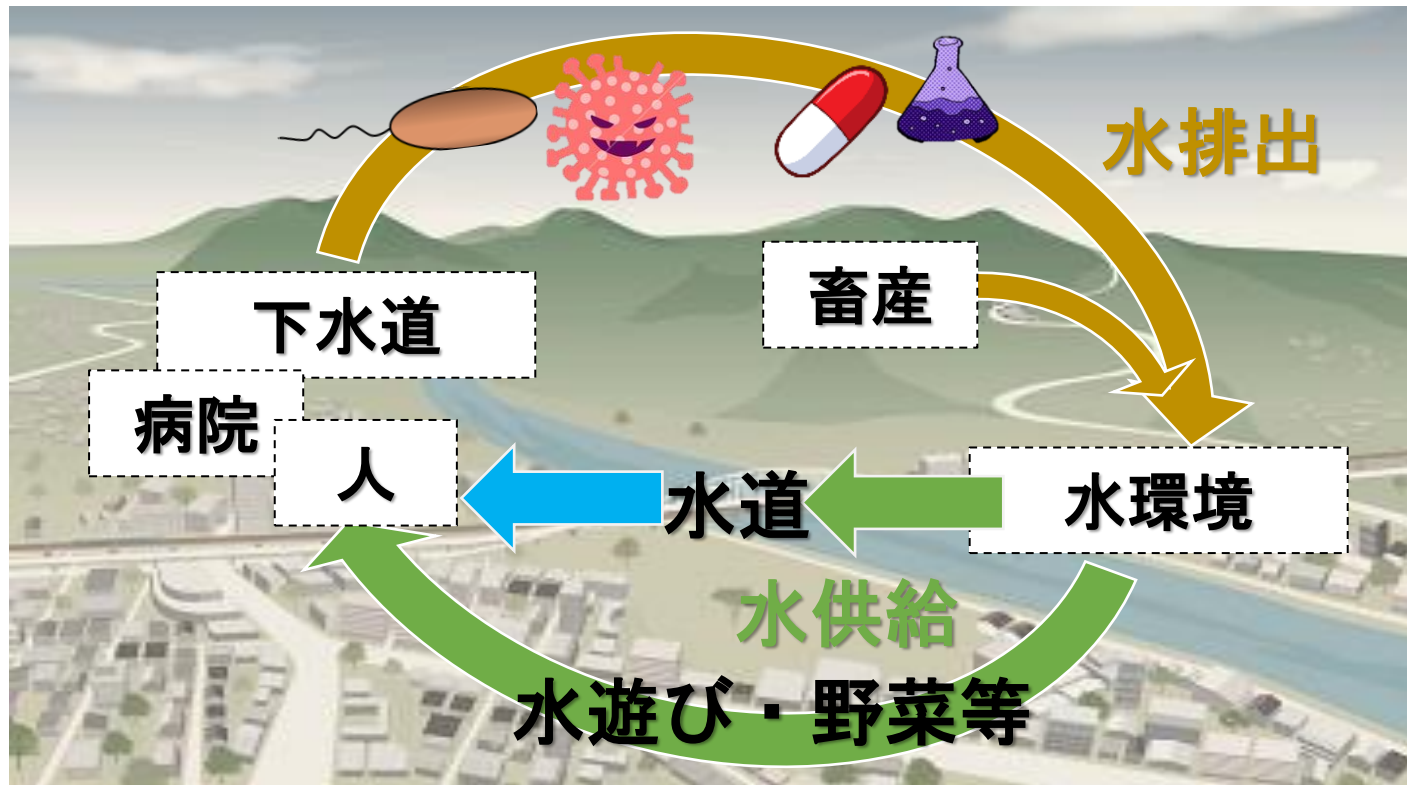 水排出
畜産
下水道
病院
人
水道
水環境
水供給
水遊び・野菜等